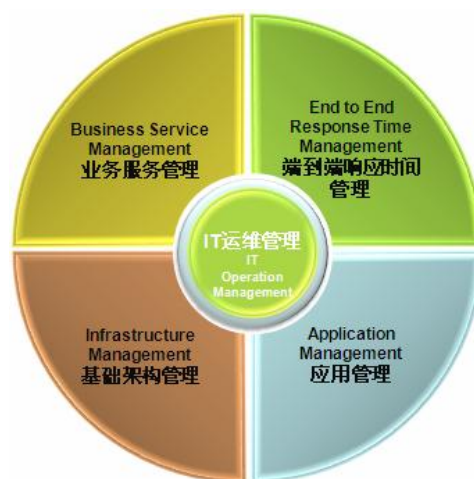 Business Service
Management
业务服务管理
End to End
Response Time
Management
端到端响应时间
管理
IT运维管理
IT
Operation
Management
Infrastructure
Management
基础架构管理
Application
Management
应用管理